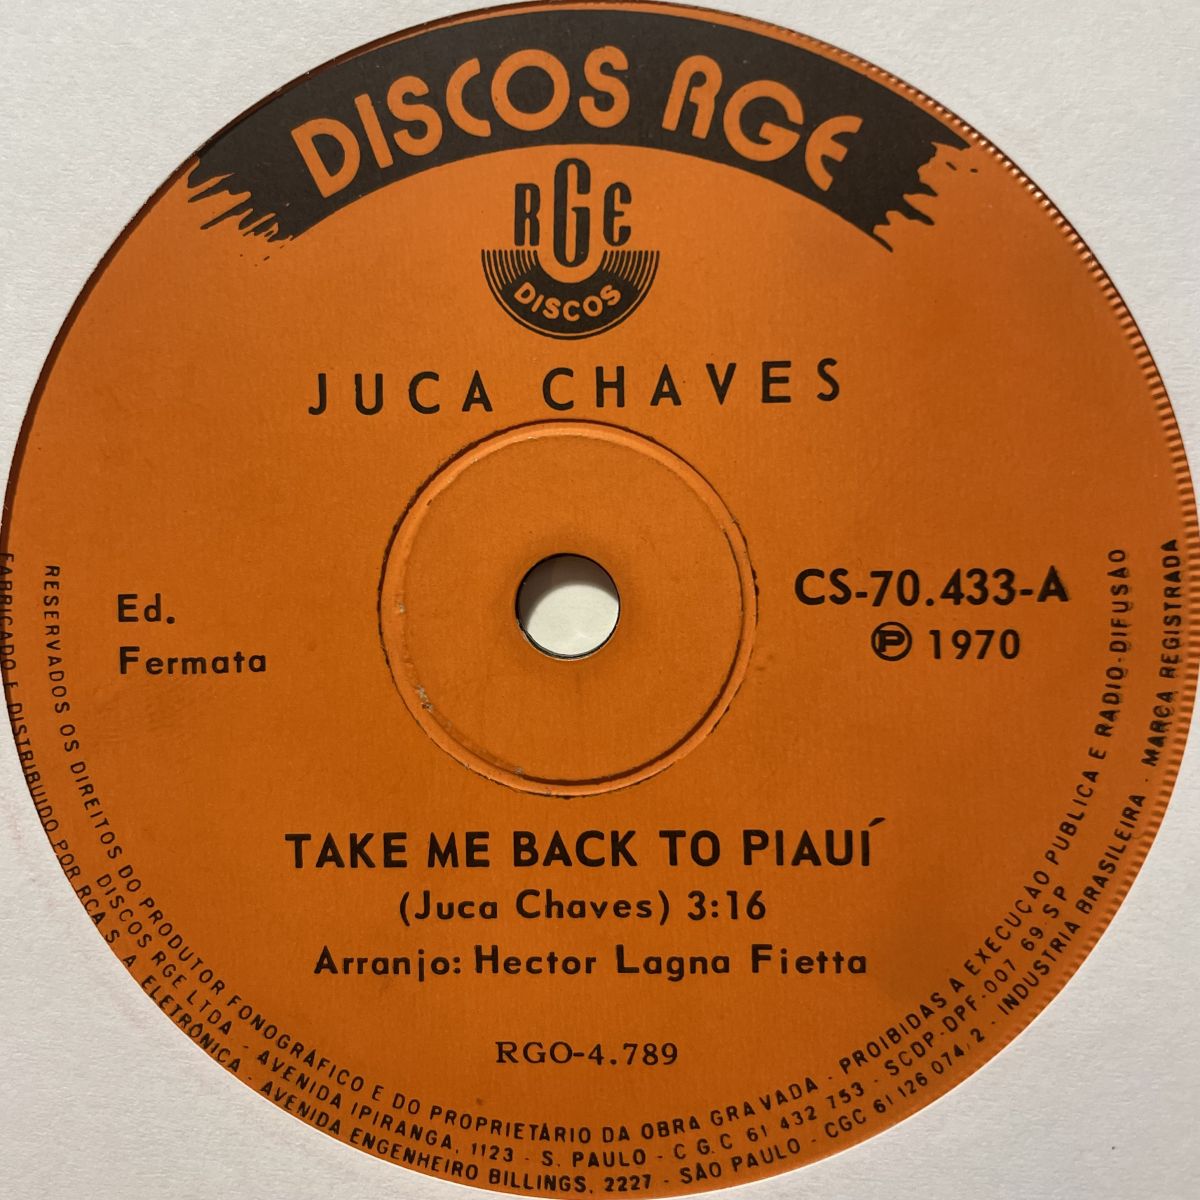 DISCOS RGE
RGE
DISCOS
JUCA CHAVES
Ed.
Fermata
CS-70.433-A
Ⓟ 1970
TAKE ME BACK TO PIAUÍ
(Juca Chaves) 3:16
Arranjo: Hector Lagna Fietta
RGO-4.789
RESERVADOS OS DIREITOS DO PRODUTOR FONOGRÁFICO E DO PROPRIETÁRIO DA OBRA GRAVADA - PROIBIDAS A EXECUÇAO PUBLICA E RADIO-DIFUSAO
DISCOS RGE LTDA - AVENIDA IPIRANGA, 1123 - S. PAULO - C G.C 61 432 753 - SCDP-DPF-007 69 SP
FABRICADO E DISTRIBUIDO POR RCA S. A ELETRÔNICA - AVENIDA ENGENHEIRO BILLINGS, 2227 - SÃO PAULO - CGC 61 126 074/2 - INDUSTRIA BRASILEIRA - MARCA REGISTRADA